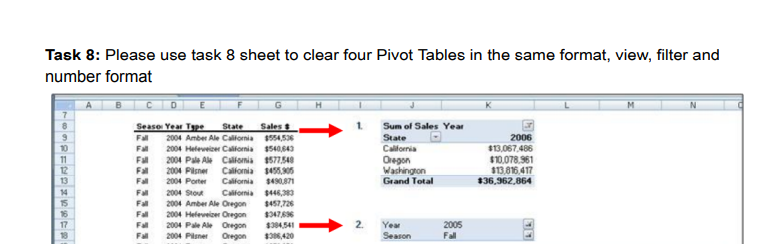 Task 8: Please use task 8 sheet to clear four Pivot Tables in the same format, view, filter and
number format
A B C D E F G H I J K L M N
7
8 Seasor Year Type State Sales $ 1. Sum of Sales Year
9 Fall 2004 Amber Ale California $554,536 State 2006
10 Fall 2004 Hefeweizer California $540,643 California $13,067,486
11 Fall 2004 Pale Ale California $577,548 Oregon $10,078,961
12 Fall 2004 Pilsner California $455,905 Washington $13,816,417
13 Fall 2004 Porter California $490,871 Grand Total $36,962,864
14 Fall 2004 Stout California $446,383
15 Fall 2004 Amber Ale Oregon $457,726
16 Fall 2004 Hefeweizer Oregon $347,696
17 Fall 2004 Pale Ale Oregon $384,541 2. Year 2005
18 Fall 2004 Pilsner Oregon $386,420 Season Fall